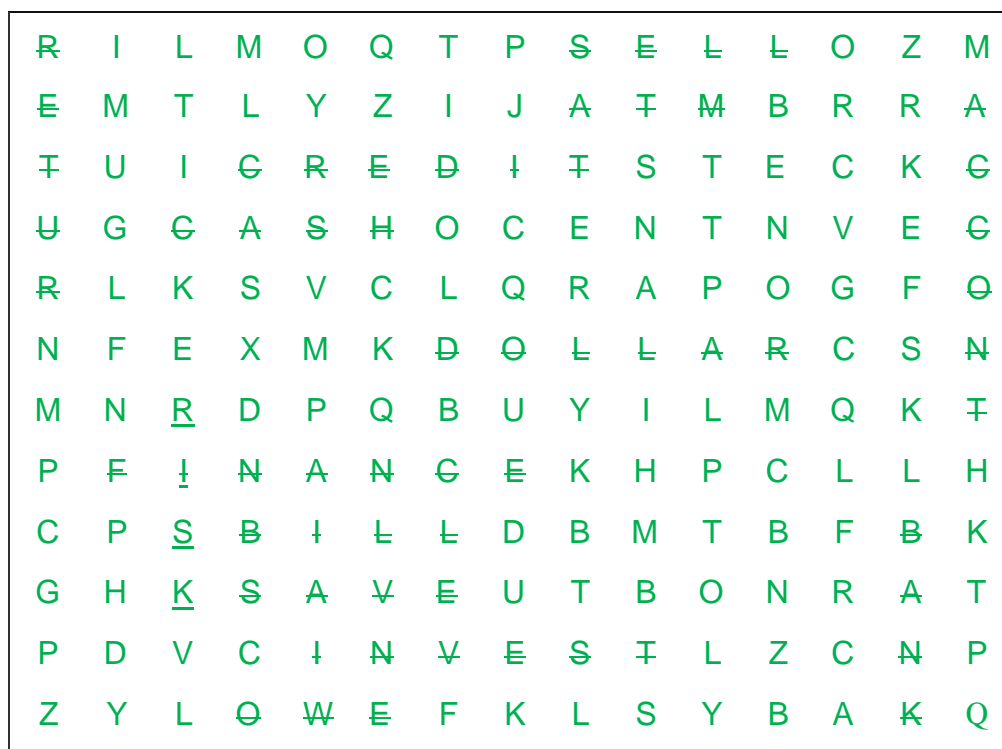 R I L M O Q T P S E L L O Z M
E M T L Y Z I J A T M B R R A
T U I C R E D I T S T E C K C
U G C A S H O C E N T N V E C
R L K S V C L Q R A P O G F O
N F E X M K D O L L A R C S N
M N R D P Q B U Y I L M Q K T
P F I N A N C E K H P C L L H
C P S B I L L D B M T B F B K
G H K S A V E U T B O N R A T
P D V C I N V E S T L Z C N P
Z Y L O W E F K L S Y B A K Q